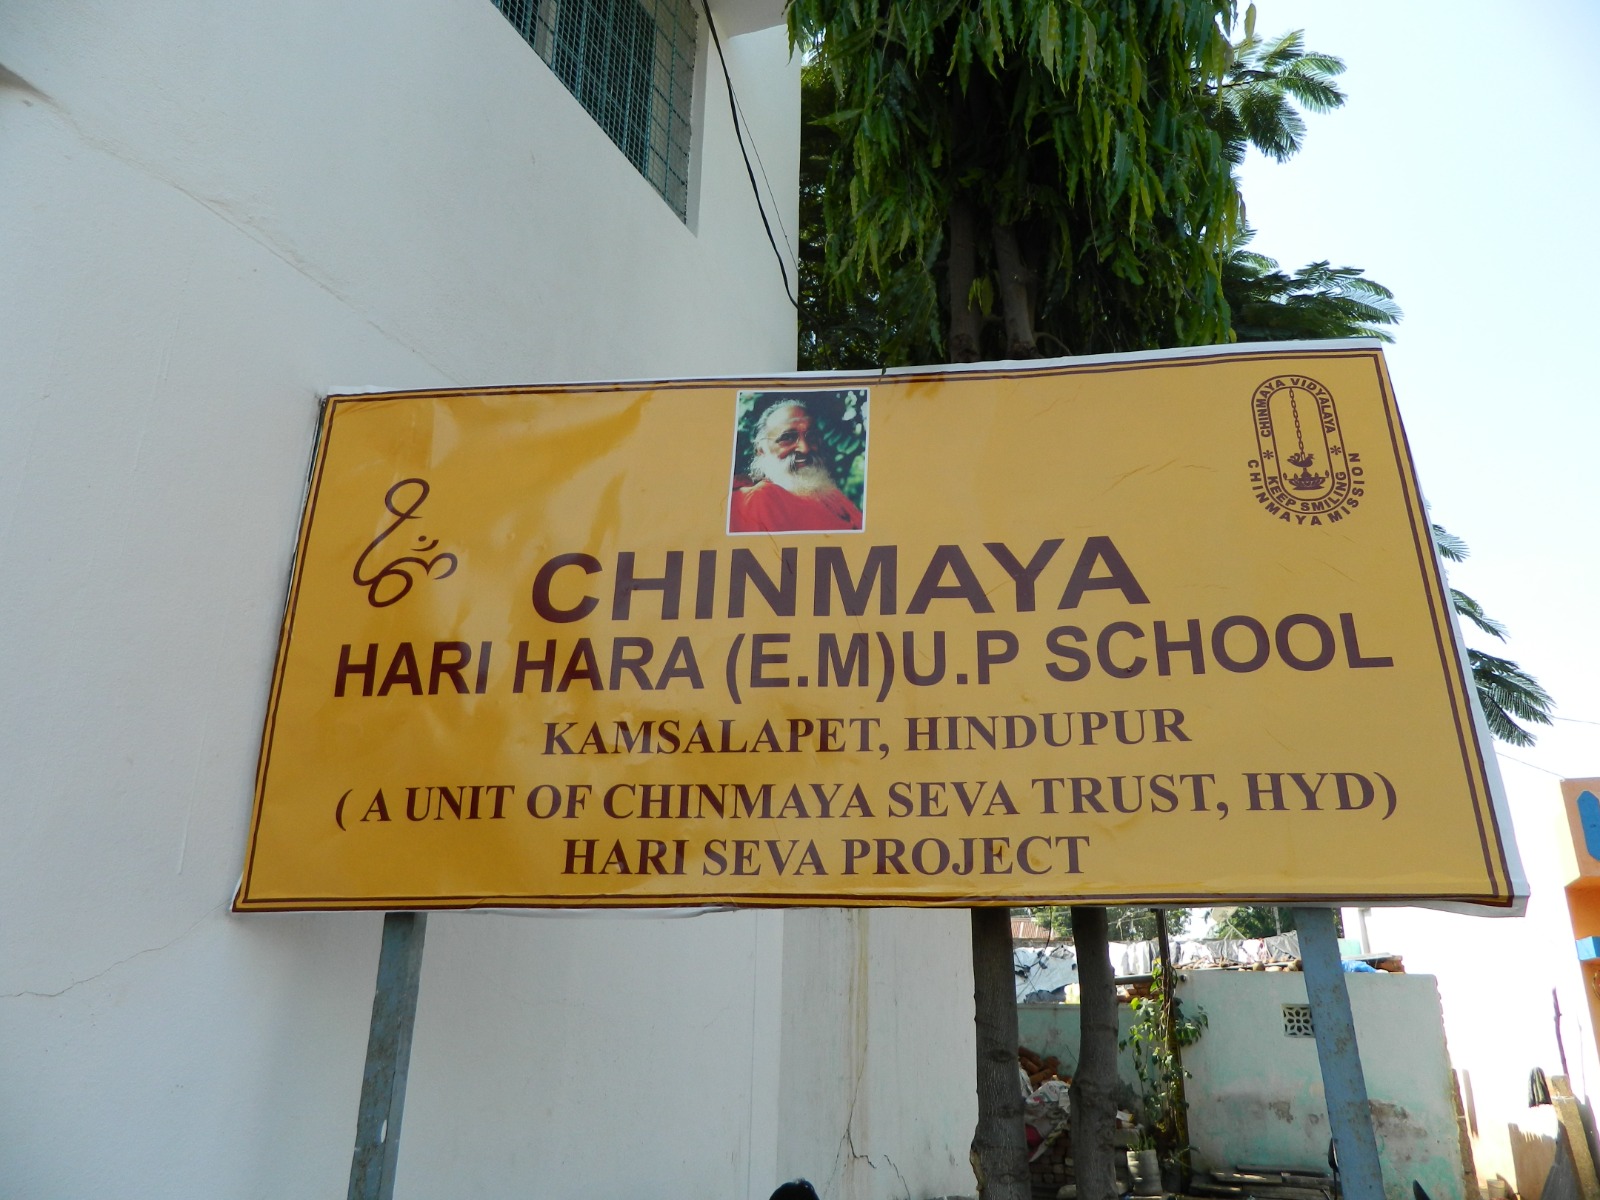 CHINMAYA VIDYALAYA
KEEP SMILING
CHINMAYA MISSION
CHINMAYA
HARI HARA (E.M)U.P SCHOOL
KAMSALAPET, HINDUPUR
( A UNIT OF CHINMAYA SEVA TRUST, HYD)
HARI SEVA PROJECT